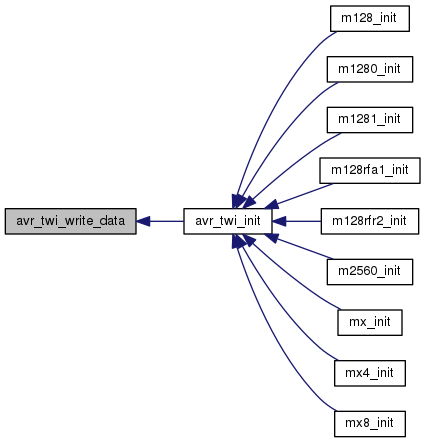 m128_init
m1280_init
m1281_init
m128rfa1_init
avr_twi_write_data
avr_twi_init
m128rfr2_init
m2560_init
mx_init
mx4_init
mx8_init